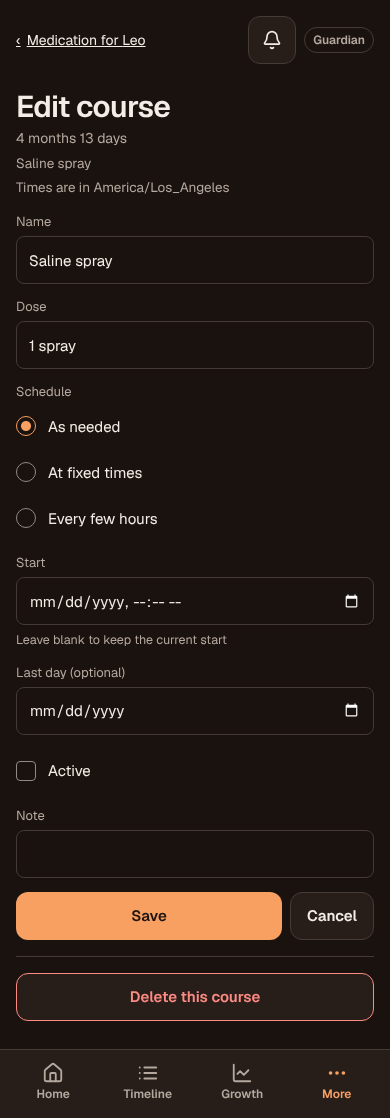 ‹ Medication for Leo
Guardian
Edit course
4 months 13 days
Saline spray
Times are in America/Los_Angeles
Name
Saline spray
Dose
1 spray
Schedule
As needed
At fixed times
Every few hours
Start
mm/dd/yyyy, --:-- --
Leave blank to keep the current start
Last day (optional)
mm/dd/yyyy
Active
Note
Save
Cancel
Delete this course
Home
Timeline
Growth
More